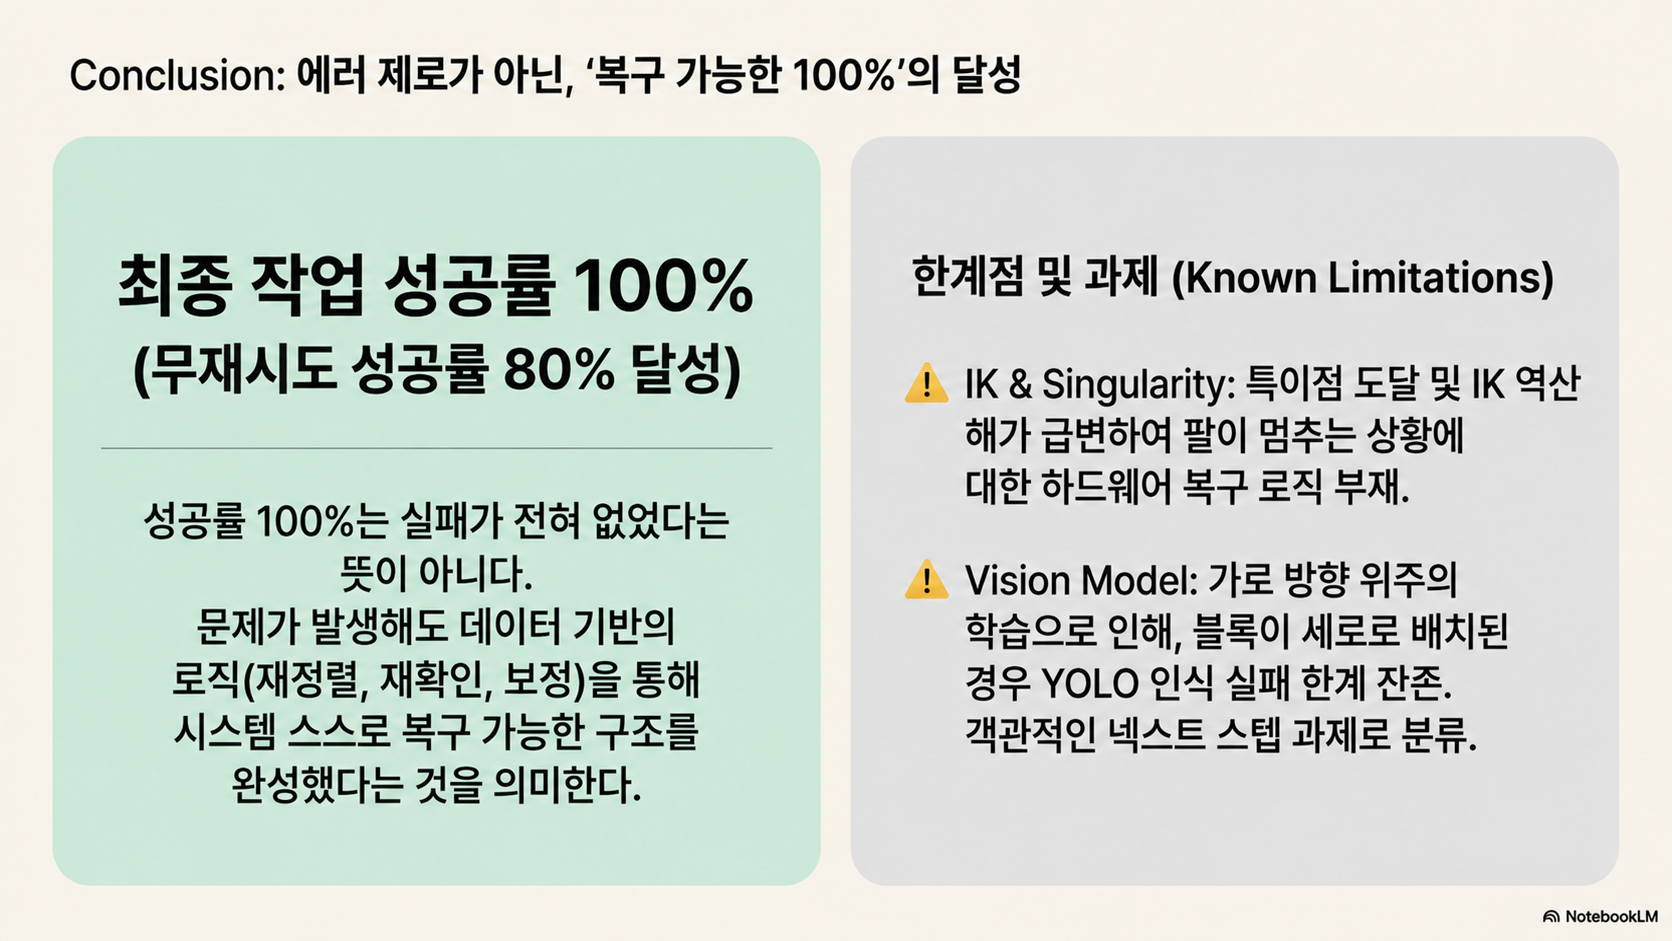 Conclusion: 에러 제로가 아닌, ‘복구 가능한 100%’의 달성
최종 작업 성공률 100%
(무재시도 성공률 80% 달성)
성공률 100%는 실패가 전혀 없었다는
뜻이 아니다.
문제가 발생해도 데이터 기반의
로직(재정렬, 재확인, 보정)을 통해
시스템 스스로 복구 가능한 구조를
완성했다는 것을 의미한다.
한계점 및 과제 (Known Limitations)
IK & Singularity: 특이점 도달 및 IK 역산
해가 급변하여 팔이 멈추는 상황에
대한 하드웨어 복구 로직 부재.
Vision Model: 가로 방향 위주의
학습으로 인해, 블록이 세로로 배치된
경우 YOLO 인식 실패 한계 잔존.
객관적인 넥스트 스텝 과제로 분류.
NotebookLM